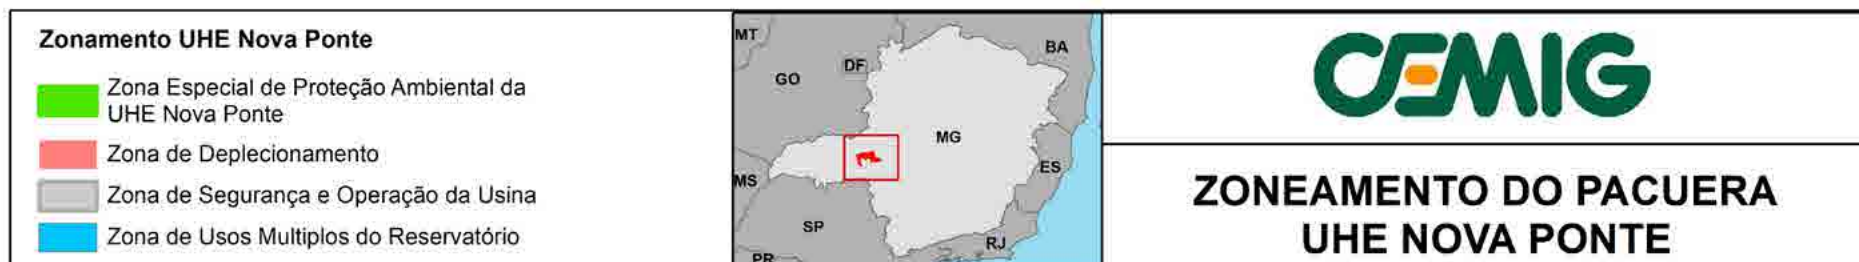 Zonamento UHE Nova Ponte
Zona Especial de Proteção Ambiental da
UHE Nova Ponte
Zona de Deplecionamento
Zona de Segurança e Operação da Usina
Zona de Usos Multiplos do Reservatório
MT
BA
DF
GO
MG
ES
MS
SP
RJ
PR
CEMIG
ZONEAMENTO DO PACUERA
UHE NOVA PONTE